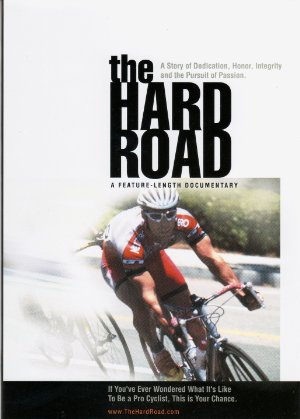 A Story of Dedication, Honor, Integrity
and the Pursuit of Passion.
the
HARD
ROAD
A FEATURE-LENGTH DOCUMENTARY
If You've Ever Wondered What It's Like
To Be a Pro Cyclist, This is Your Chance.
www.TheHardRoad.com